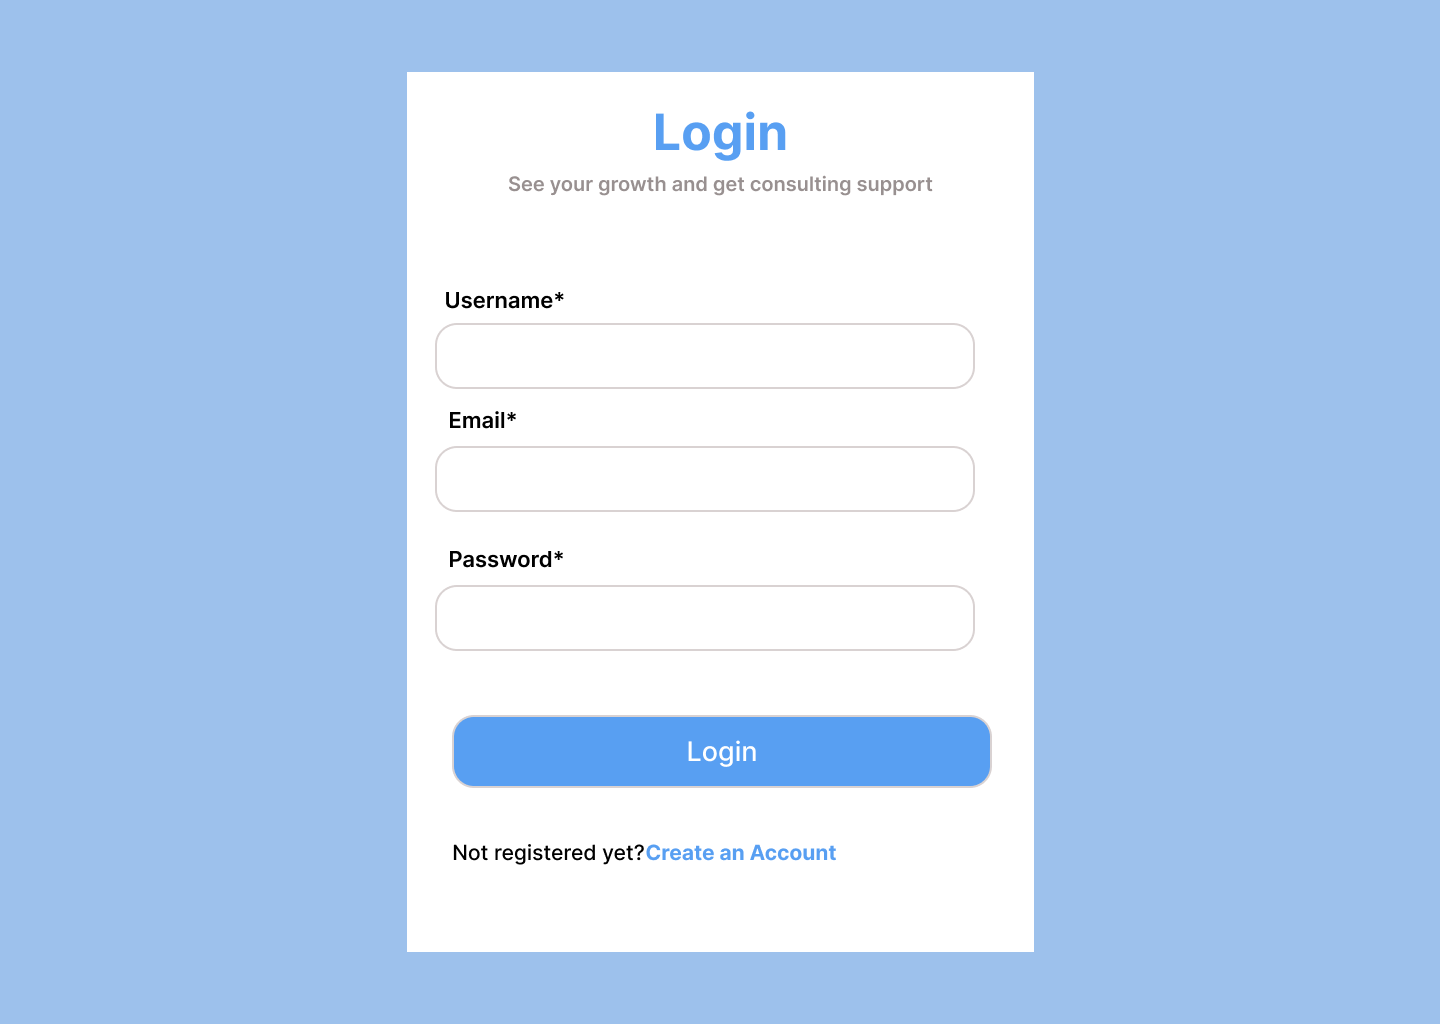 Login
See your growth and get consulting support
Username*
Email*
Password*
Login
Not registered yet?Create an Account